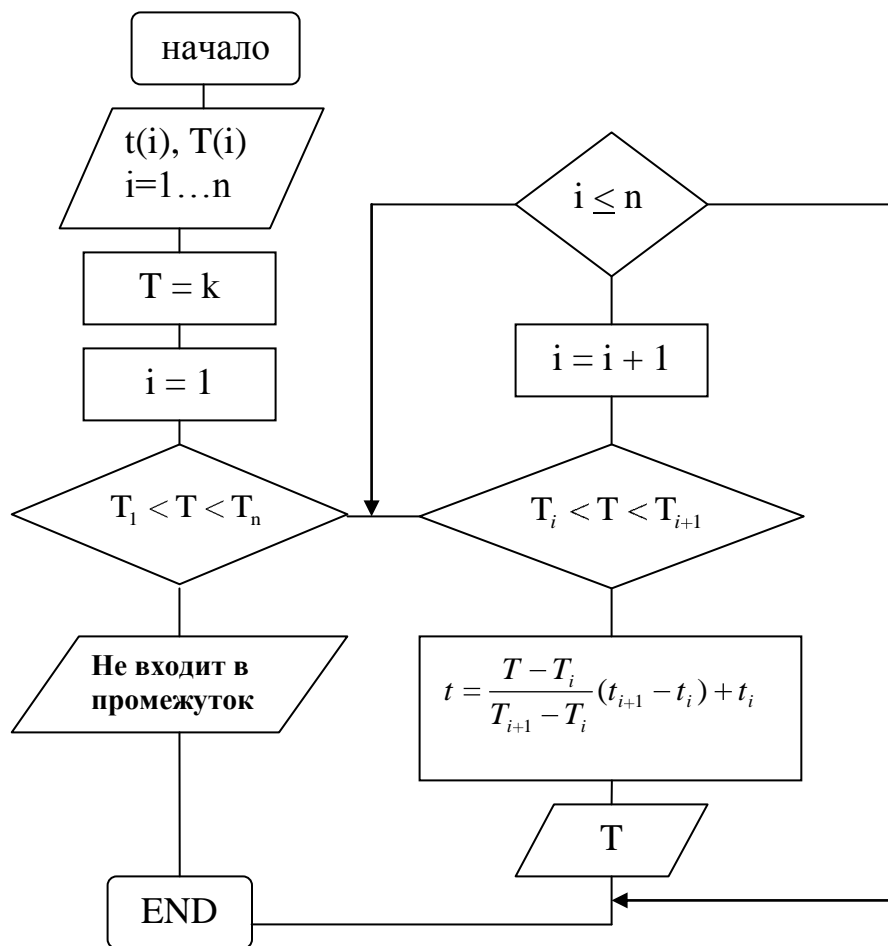 начало
t(i), T(i)
i=1…n
T = k
i = 1
T₁ < T < Tₙ
Не входит в
промежуток
END
i ≤ n
i = i + 1
Tᵢ < T < Tᵢ₊₁
t = \frac{T − Tᵢ}{Tᵢ₊₁ − Tᵢ}(tᵢ₊₁ − tᵢ) + tᵢ
T